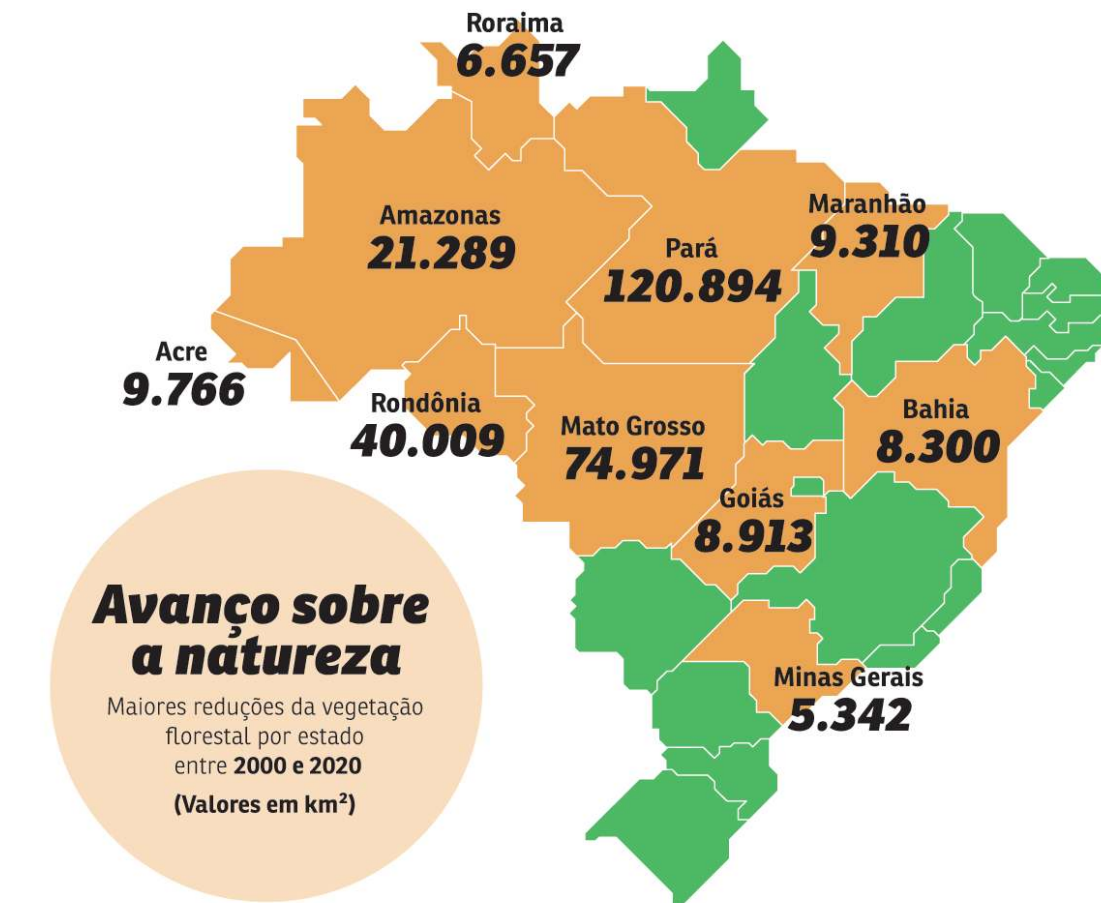 Roraima
6.657
Amazonas
21.289
Pará
120.894
Maranhão
9.310
Acre
9.766
Rondônia
40.009
Mato Grosso
74.971
Bahia
8.300
Goiás
8.913
Minas Gerais
5.342
Avanço sobre
a natureza
Maiores reduções da vegetação
florestal por estado
entre 2000 e 2020
(Valores em km²)